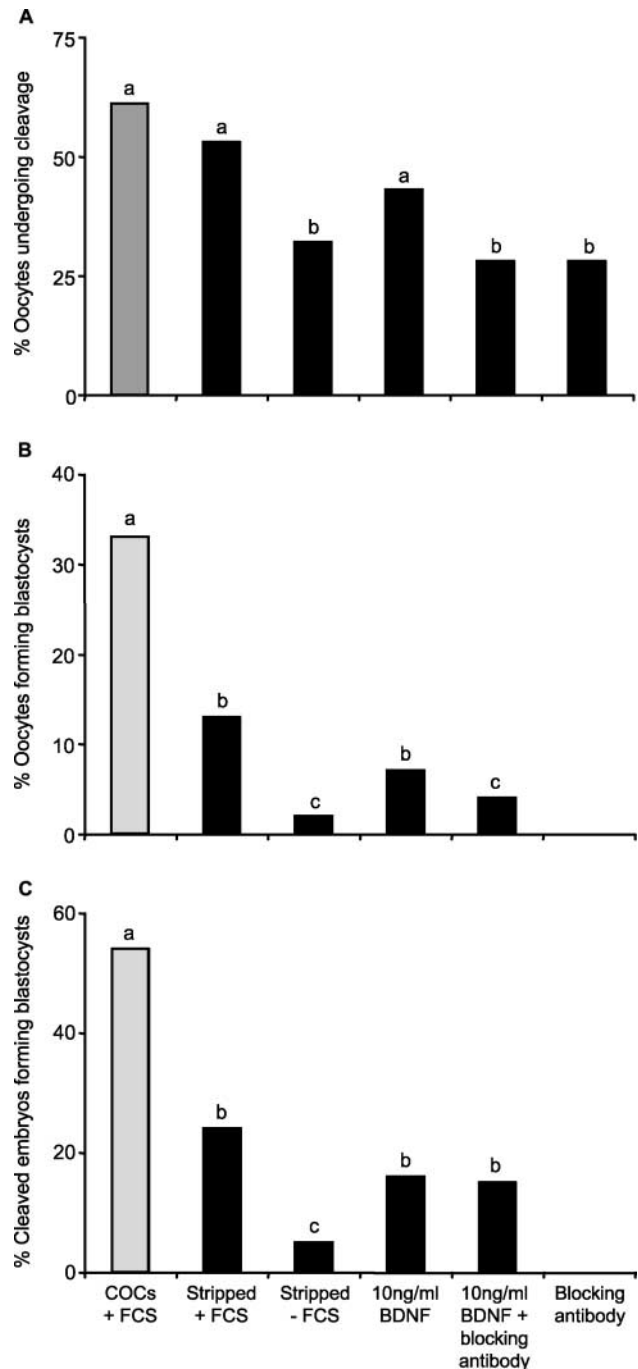 A
% Oocytes undergoing cleavage
75
50
25
0
a
a
b
a
b
b
B
% Oocytes forming blastocysts
40
30
20
10
0
a
b
c
b
c
C
% Cleaved embryos forming blastocysts
60
40
20
0
a
b
c
b
b
COCs
+ FCS
Stripped
+ FCS
Stripped
- FCS
10ng/ml
BDNF
10ng/ml
BDNF +
blocking
antibody
Blocking
antibody